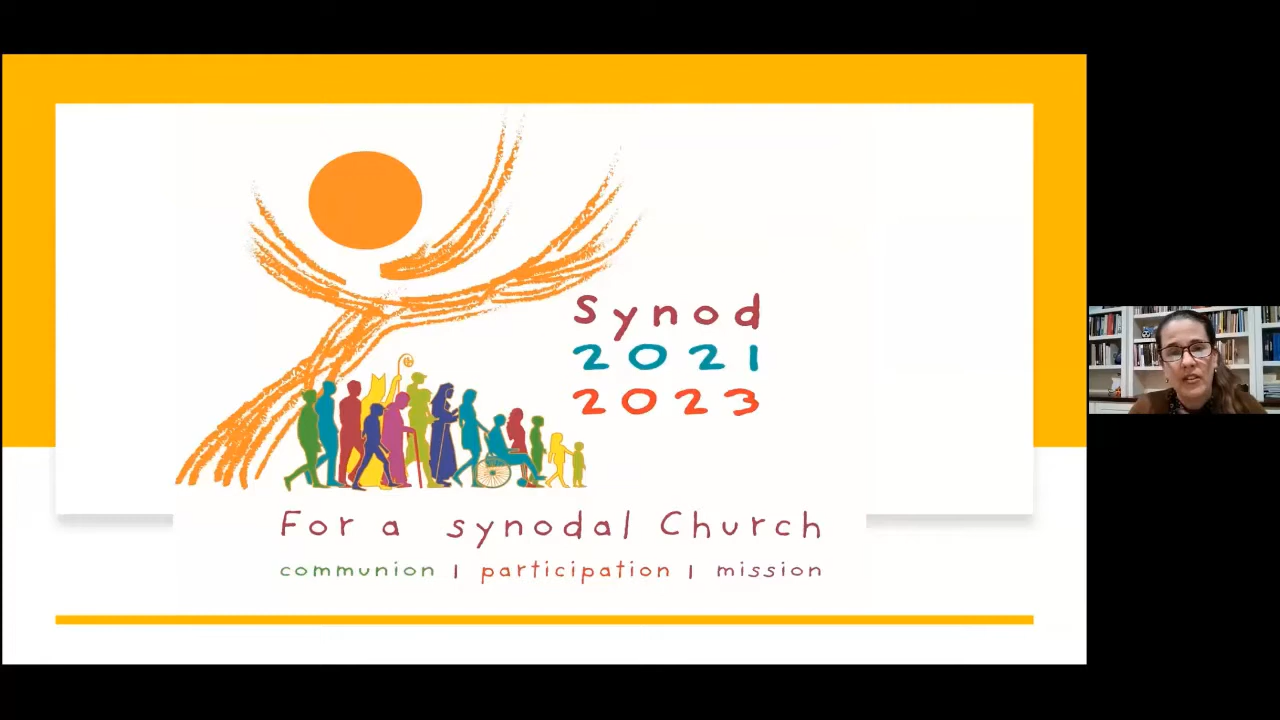 Synod
2021
2023
For a synodal Church
communion | participation | mission